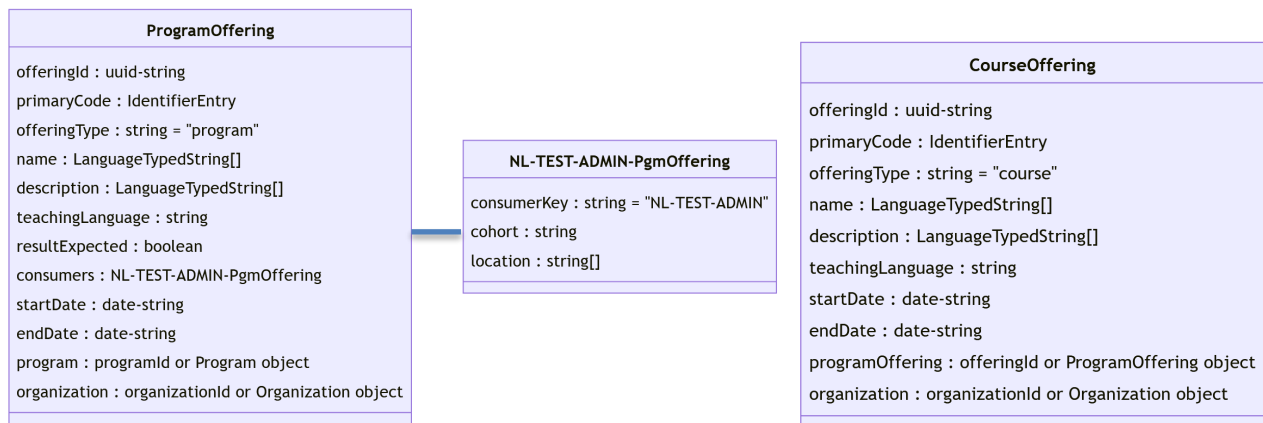 ProgramOffering
offeringId : uuid-string
primaryCode : IdentifierEntry
offeringType : string = "program"
name : LanguageTypedString[]
description : LanguageTypedString[]
teachingLanguage : string
resultExpected : boolean
consumers : NL-TEST-ADMIN-PgmOffering
startDate : date-string
endDate : date-string
program : programId or Program object
organization : organizationId or Organization object
NL-TEST-ADMIN-PgmOffering
consumerKey : string = "NL-TEST-ADMIN"
cohort : string
location : string[]
CourseOffering
offeringId : uuid-string
primaryCode : IdentifierEntry
offeringType : string = "course"
name : LanguageTypedString[]
description : LanguageTypedString[]
teachingLanguage : string
startDate : date-string
endDate : date-string
programOffering : offeringId or ProgramOffering object
organization : organizationId or Organization object